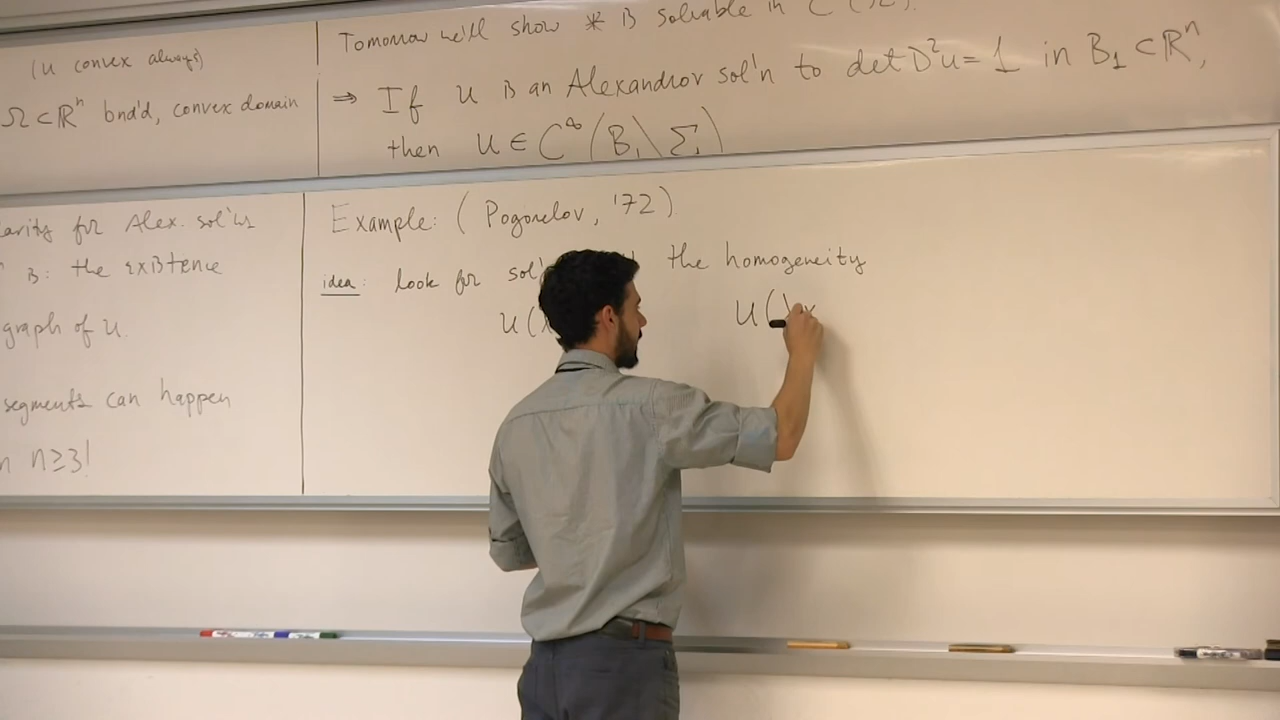 (u convex always)
Ω ⊂ ℝⁿ bnd'd, convex domain
Tomorrow we'll show * is solvable in
⇒ If u is an Alexandrov sol'n to det D²u = 1 in B₁ ⊂ ℝⁿ,
then u ∈ C^∞(B₁\Σ)
for Alex. sol'ns
is: the existence
graph of u.
segments can happen
n ≥ 3!
Example: (Pogorelov, '72)
idea: look for the homogeneity
u( u(λx